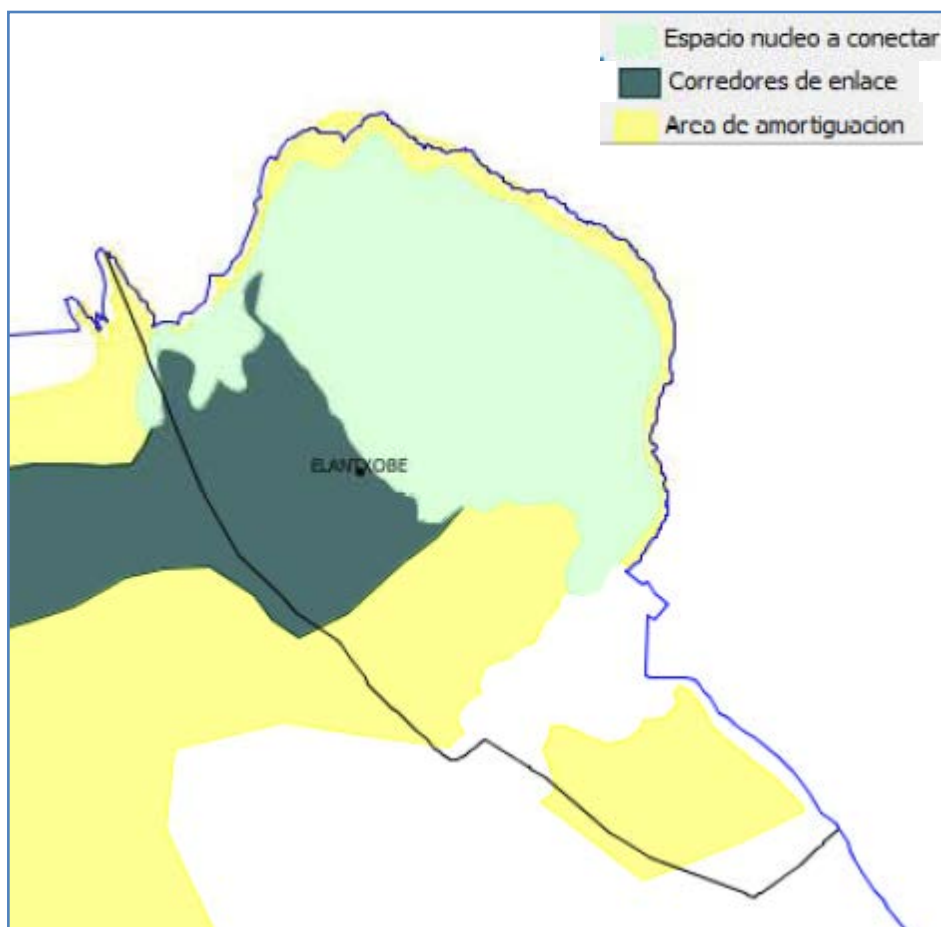 Espacio nucleo a conectar
Corredores de enlace
Area de amortiguacion
ELANTXOBE